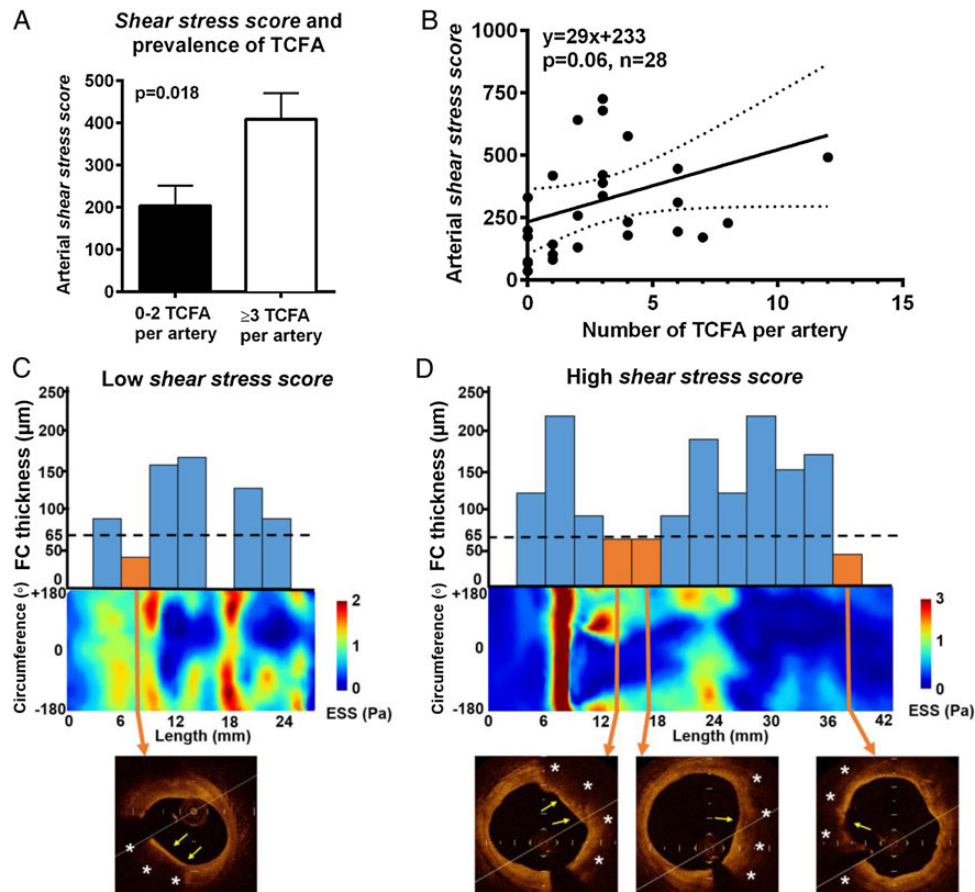 A
Shear stress score and
prevalence of TCFA
Arterial shear stress score
500
400
300
200
100
0
p=0.018
0-2 TCFA
per artery
≥3 TCFA
per artery
B
y=29x+233
p=0.06, n=28
Arterial shear stress score
1000
750
500
250
0
0
5
10
15
Number of TCFA per artery
C
Low shear stress score
FC thickness (µm)
250
200
150
100
65
50
0
Circumference (o)
+180
0
-180
0
6
12
18
24
Length (mm)
2
1
0
ESS (Pa)
* * *
D
High shear stress score
FC thickness (µm)
250
200
150
100
65
50
0
Circumference (o)
+180
0
-180
0
6
12
18
24
30
36
42
Length (mm)
3
1
0
ESS (Pa)
* * * *
* * * *
* * * *